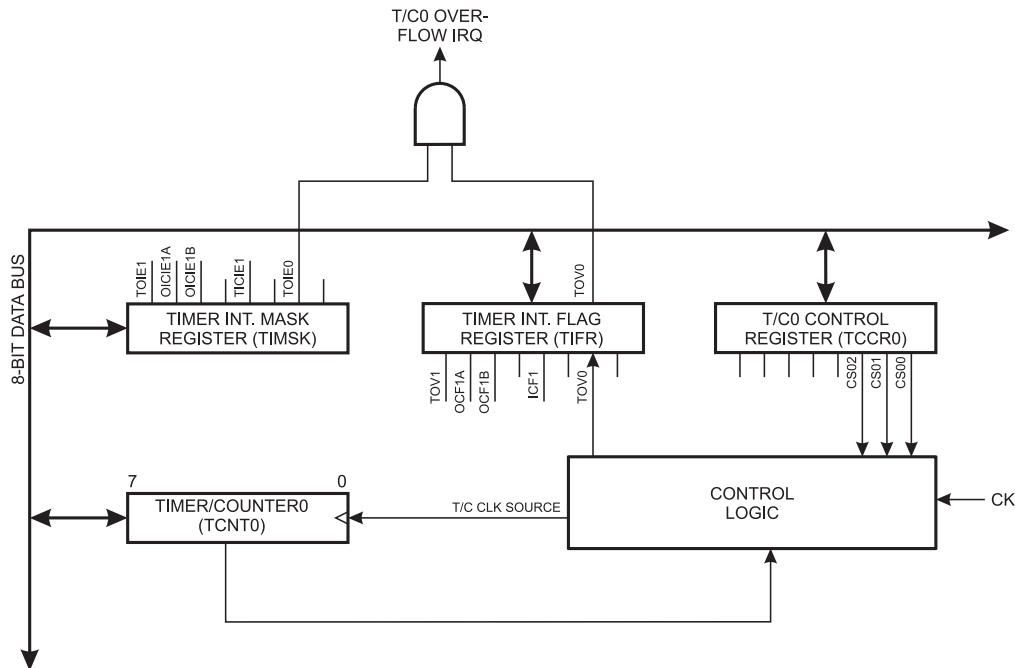 T/C0 OVER-
FLOW IRQ
8-BIT DATA BUS
TOIE1
OICIE1A
OICIE1B
TICIE1
TOIE0
TOV0
TIMER INT. MASK
REGISTER (TIMSK)
TIMER INT. FLAG
REGISTER (TIFR)
T/C0 CONTROL
REGISTER (TCCR0)
TOV1
OCF1A
OCF1B
ICF1
TOV0
CS02
CS01
CS00
7
0
TIMER/COUNTER0
(TCNT0)
T/C CLK SOURCE
CONTROL
LOGIC
CK